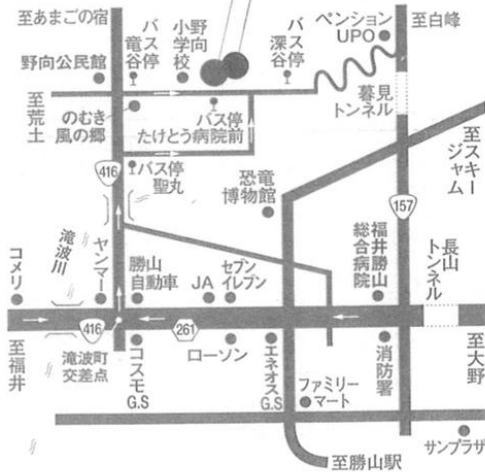 至あまごの宿
バス停
竜谷
小野
学向
校
バス停
深谷
ペンション
UPO
至白峰
野向公民館
至荒土
のむき
風の郷
バス停
たけとう病院前
暮見
トンネル
416
バス停
聖丸
恐竜
博物館
至スキー
ジャム
157
滝波川
コメリ
ヤンマー
勝山
自動車
JA
セブン
イレブン
福井勝山
総合病院
長山
トンネル
416
261
至福井
滝波町
交差点
コスモ
G.S
ローソン
エネオス
G.S
ファミリー
マート
消防署
至大野
至勝山駅
サンプラザ